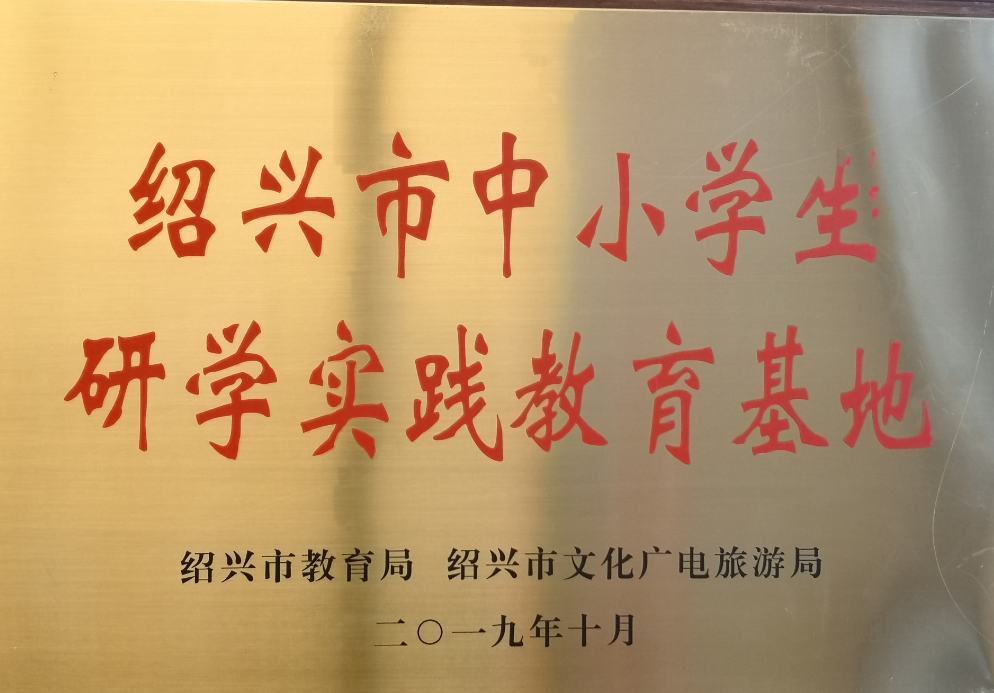 绍兴市中小学生
研学实践教育基地
绍兴市教育局 绍兴市文化广电旅游局
二〇一九年十月